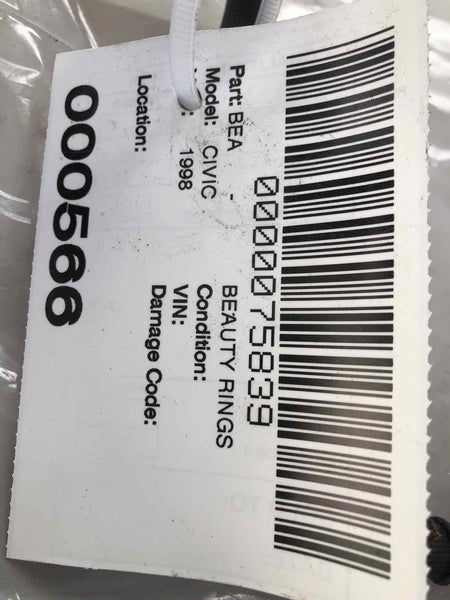 0000075839
Part: BEA - BEAUTY RINGS
Model: CIVIC Condition:
: 1998 VIN:
Damage Code:
Location:
000566